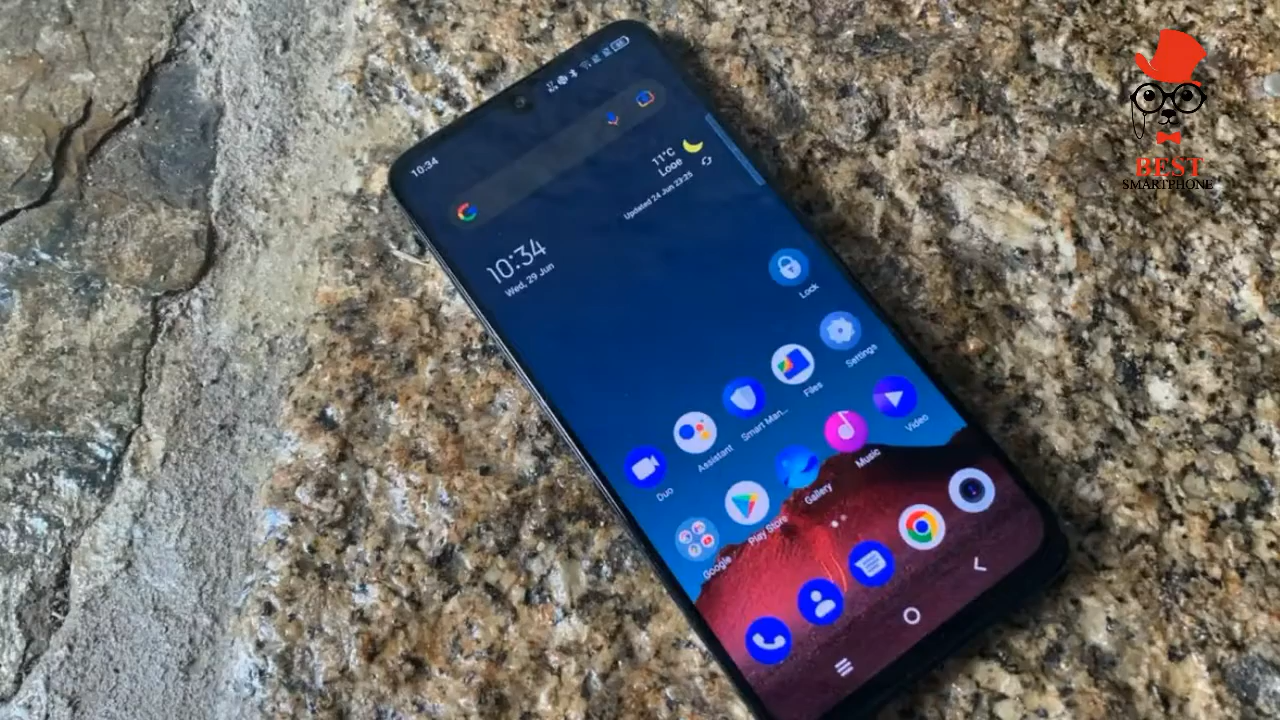 10:34
11°C
Looe
Updated 24 Jun 23:25
10:34
Wed, 29 Jun
Lock
Duo
Assistant
Smart Man...
Files
Settings
Google
Play Store
Gallery
Music
Video
BEST
SMARTPHONE